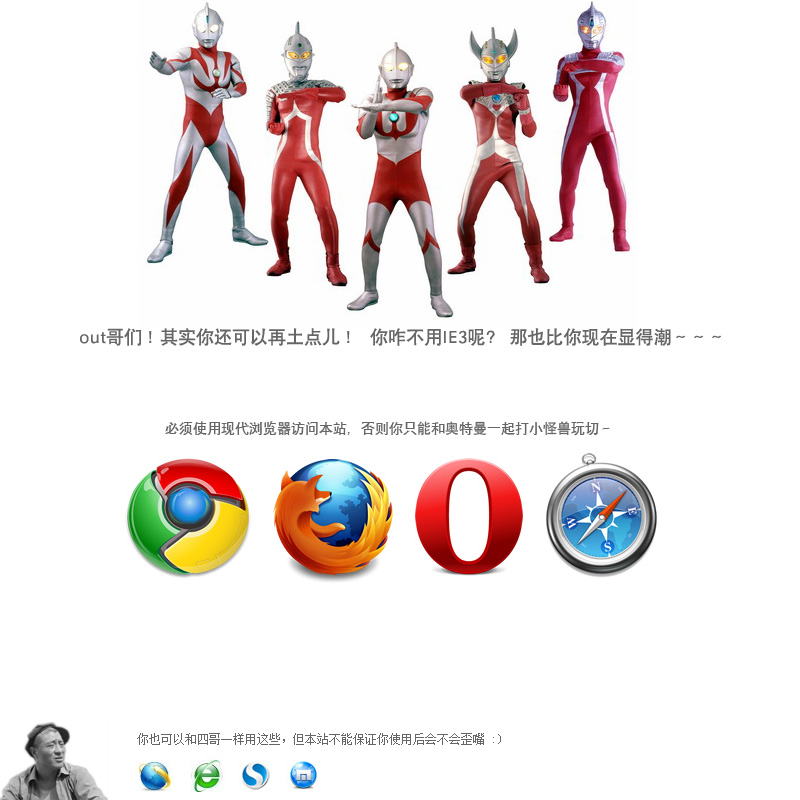 out哥们！其实你还可以再土点儿！ 你咋不用IE3呢？ 那也比你现在显得潮～～～
必须使用现代浏览器访问本站，否则你只能和奥特曼一起打小怪兽玩切～
N
W E
S
你也可以和四哥一样用这些，但本站不能保证你使用后会不会歪嘴 :）